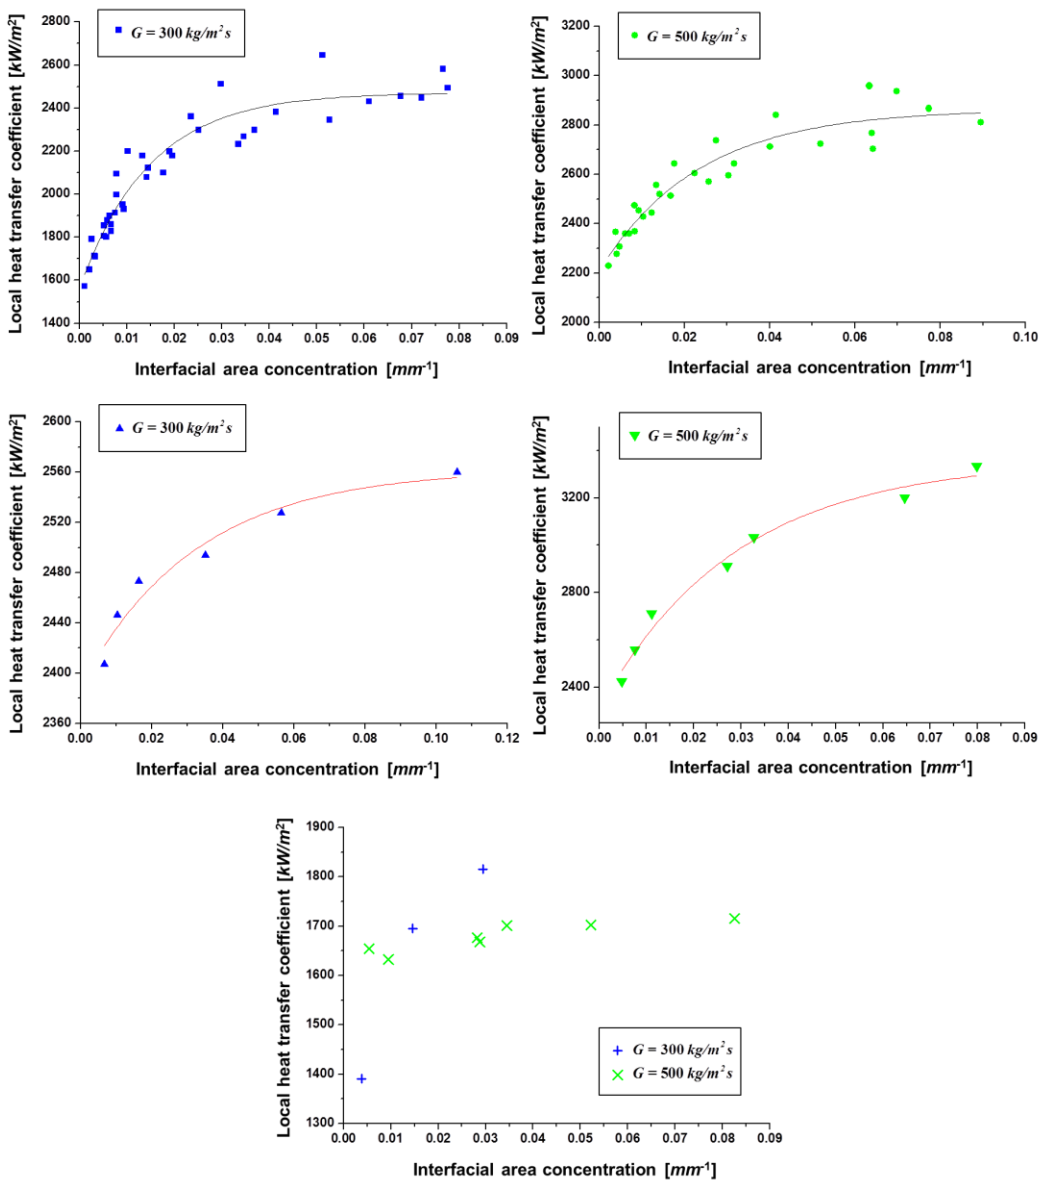 Local heat transfer coefficient [kW/m²]
2800
2600
2400
2200
2000
1800
1600
1400
G = 300 kg/m²s
0.00 0.01 0.02 0.03 0.04 0.05 0.06 0.07 0.08 0.09
Interfacial area concentration [mm⁻¹]
Local heat transfer coefficient [kW/m²]
3200
3000
2800
2600
2400
2200
2000
G = 500 kg/m²s
0.00 0.02 0.04 0.06 0.08 0.10
Interfacial area concentration [mm⁻¹]
Local heat transfer coefficient [kW/m²]
2600
2560
2520
2480
2440
2400
2360
G = 300 kg/m²s
0.00 0.02 0.04 0.06 0.08 0.10 0.12
Interfacial area concentration [mm⁻¹]
Local heat transfer coefficient [kW/m²]
3200
2800
2400
G = 500 kg/m²s
0.00 0.01 0.02 0.03 0.04 0.05 0.06 0.07 0.08 0.09
Interfacial area concentration [mm⁻¹]
Local heat transfer coefficient [kW/m²]
1900
1800
1700
1600
1500
1400
1300
G = 300 kg/m²s
G = 500 kg/m²s
0.00 0.01 0.02 0.03 0.04 0.05 0.06 0.07 0.08 0.09
Interfacial area concentration [mm⁻¹]